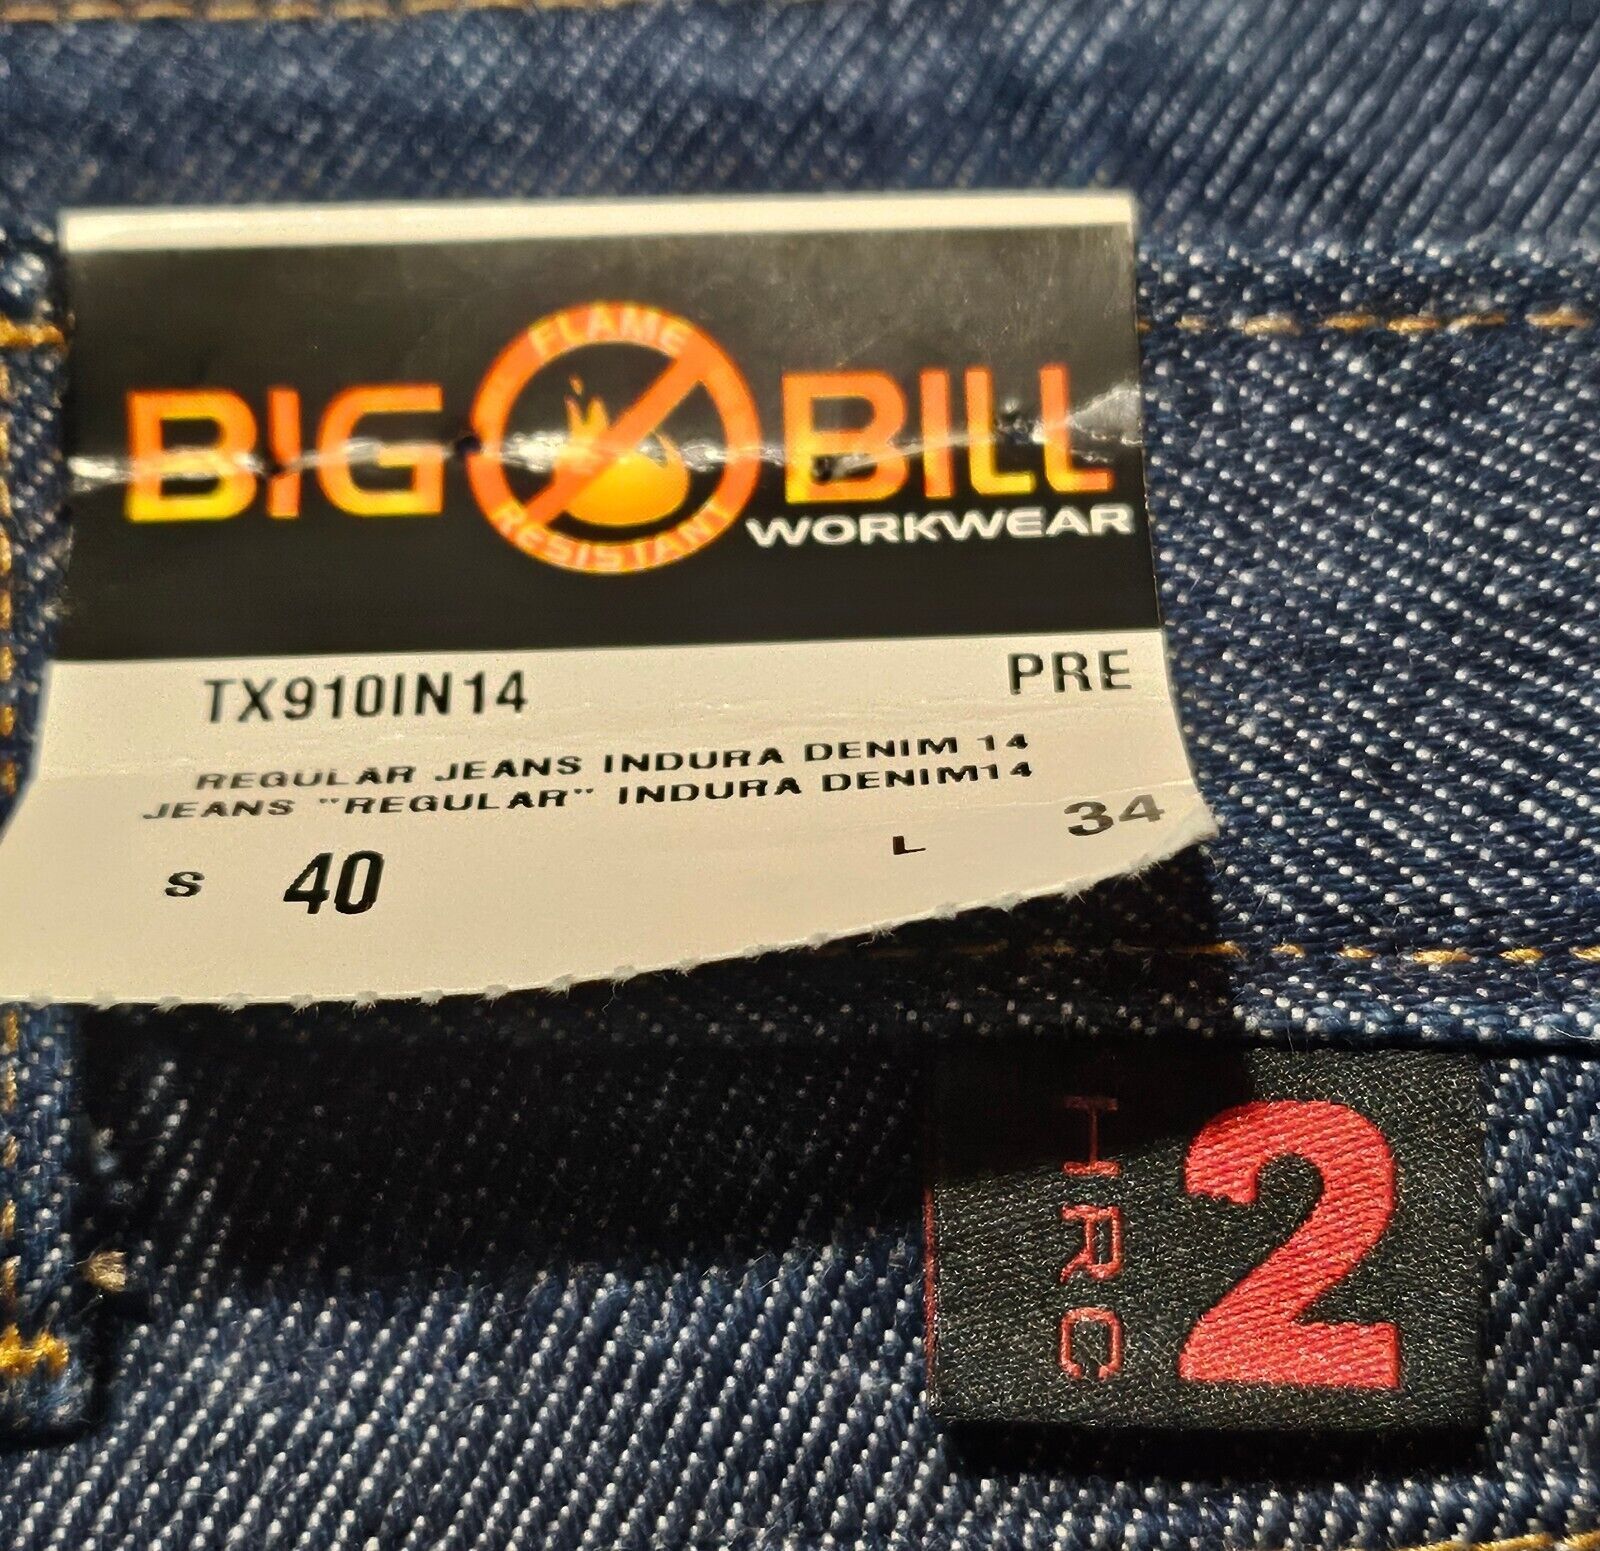 BIG FLAME RESISTANT BILL
WORKWEAR
TX910IN14 PRE
REGULAR JEANS INDURA DENIM 14
JEANS "REGULAR" INDURA DENIM14
S 40 L 34
HRC 2